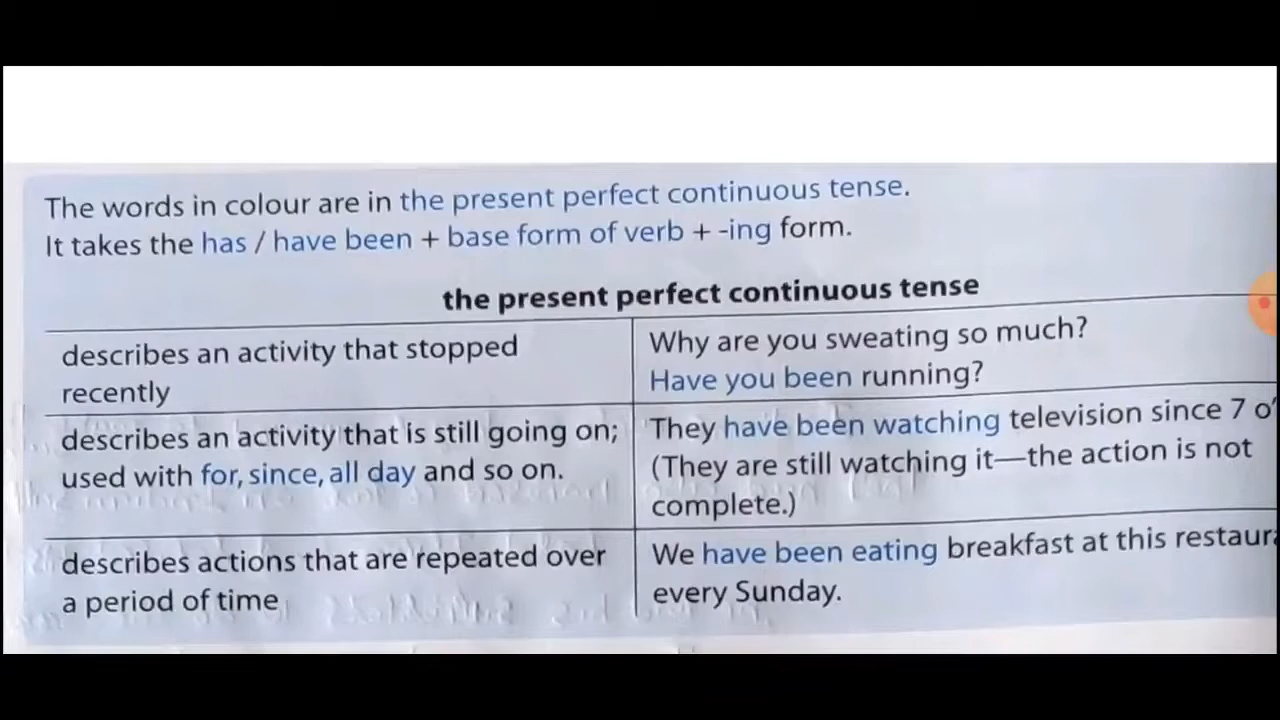 The words in colour are in the present perfect continuous tense.
It takes the has / have been + base form of verb + -ing form.
the present perfect continuous tense
describes an activity that stopped
recently
Why are you sweating so much?
Have you been running?
describes an activity that is still going on;
used with for, since, all day and so on.
They have been watching television since 7
(They are still watching it—the action is not
complete.)
describes actions that are repeated over
a period of time
We have been eating breakfast at this
every Sunday.